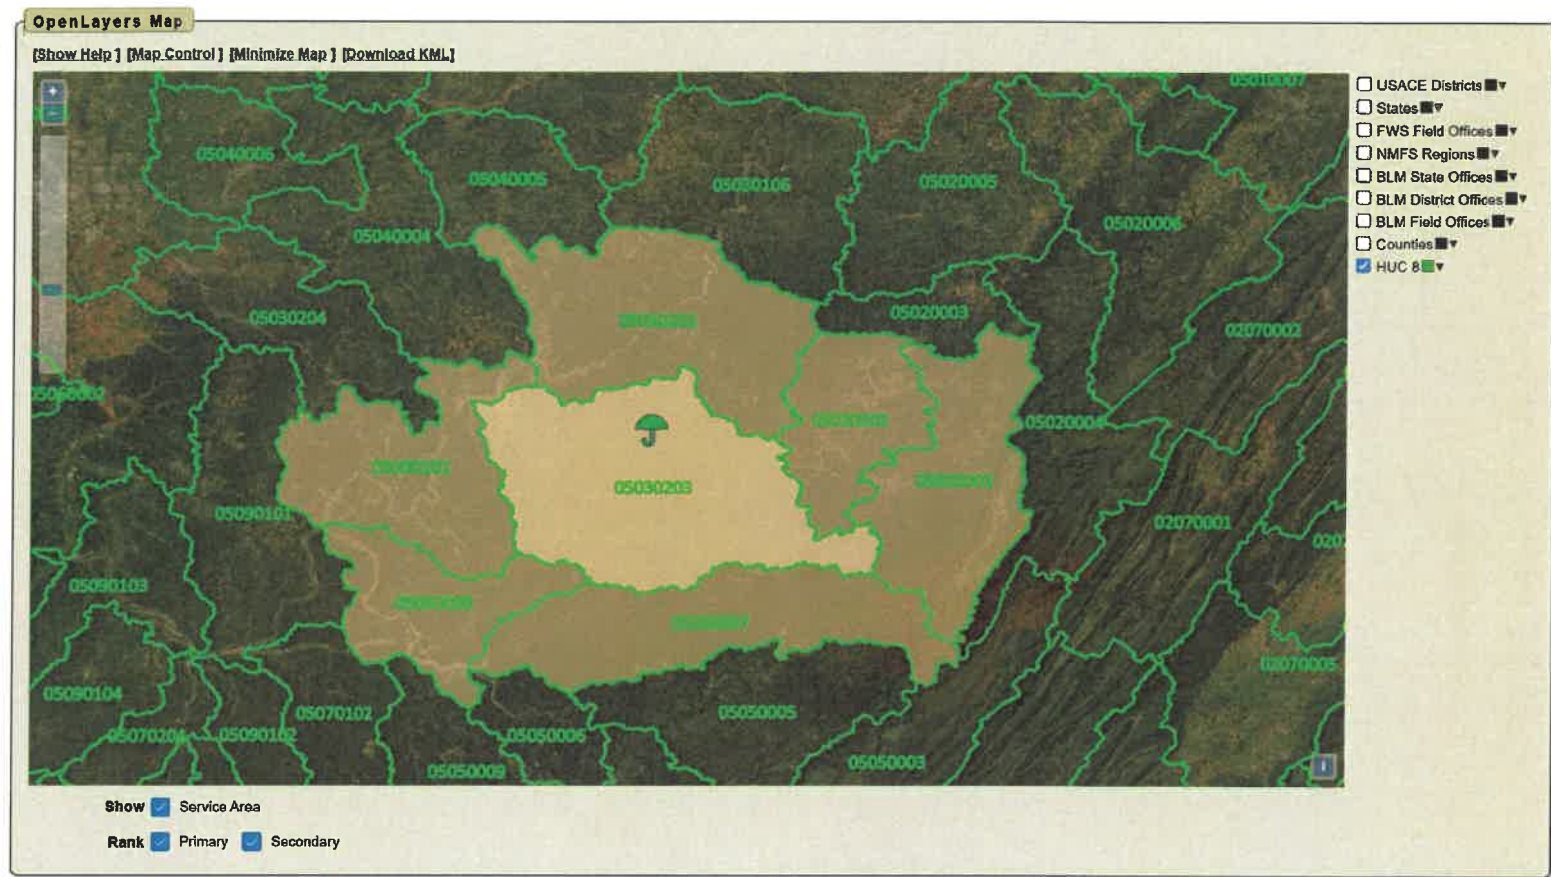 OpenLayers Map
[Show Help ] [Map Control ] [Minimize Map ] [Download KML]
USACE Districts
States
FWS Field Offices
NMFS Regions
BLM State Offices
BLM District Offices
BLM Field Offices
Counties
HUC 8
05010007
05040006
05040005
05030106
05020005
05040004
05020006
05030204
05020003
02070002
05020004
05030203
05090101
02070001
05090103
02070005
05090104
05070102
05050005
05070204
05090102
05050006
05050009
05050003
Show Service Area
Rank Primary Secondary